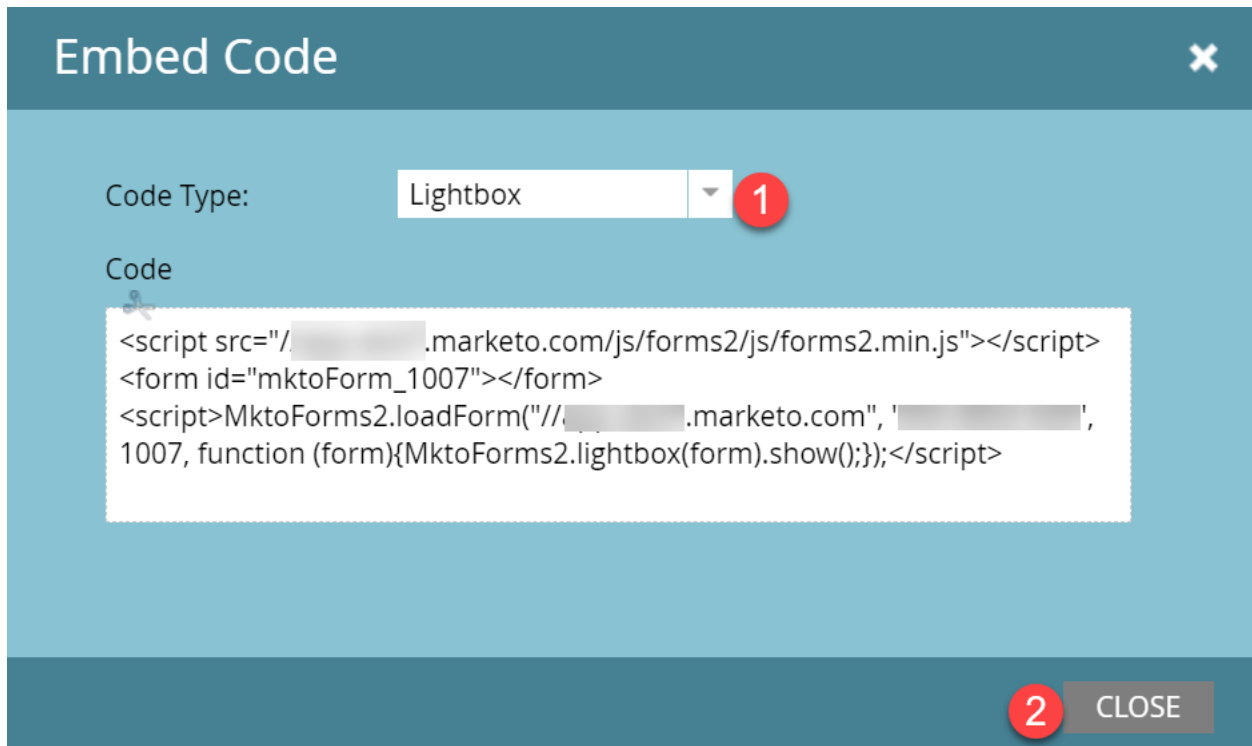 Embed Code
Code Type:
Lightbox
1
Code
<script src="/ .marketo.com/js/forms2/js/forms2.min.js"></script>
<form id="mktoForm_1007"></form>
<script>MktoForms2.loadForm("// .marketo.com", ' ',
1007, function (form){MktoForms2.lightbox(form).show();});</script>
2
CLOSE